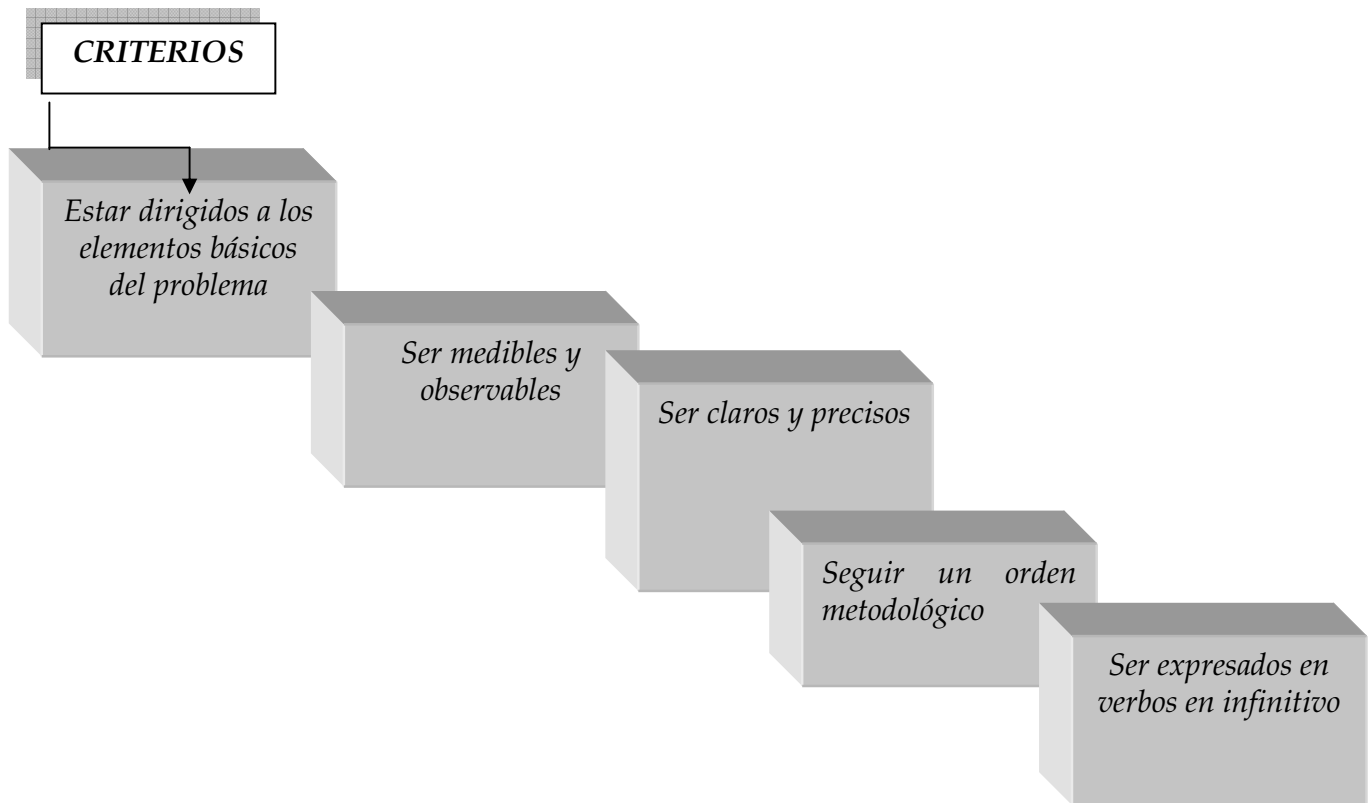 CRITERIOS
Estar dirigidos a los
elementos básicos
del problema
Ser medibles y
observables
Ser claros y precisos
Seguir un orden
metodológico
Ser expresados en
verbos en infinitivo